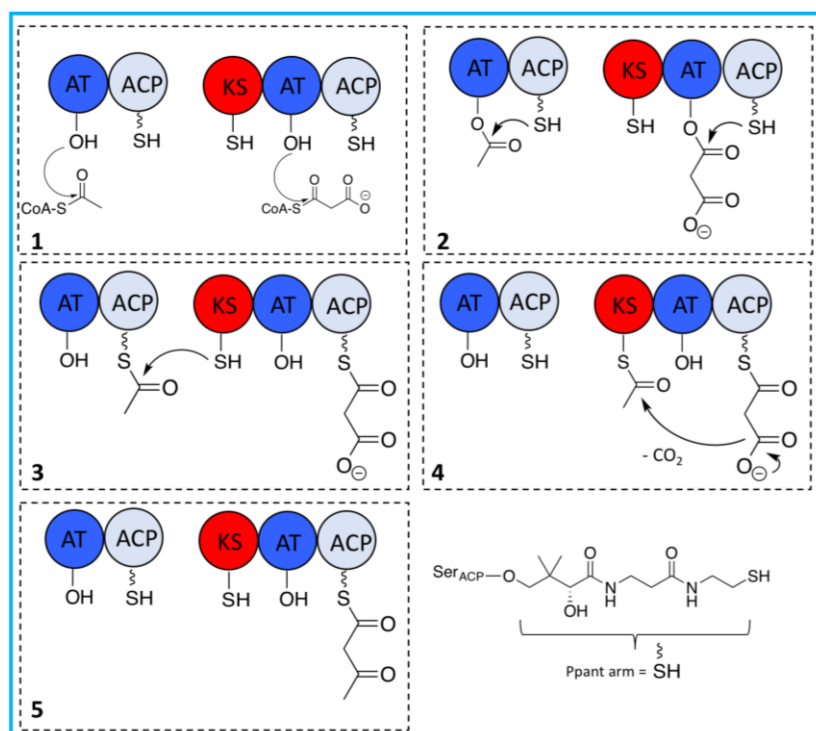 AT ACP KS AT ACP
OH SH SH OH SH
O O O
CoA-S CoA-S O⊖
1
AT ACP KS AT ACP
O SH SH O SH
O O
O
O⊖
2
AT ACP KS AT ACP
OH S SH OH S
O O
O
O⊖
3
AT ACP KS AT ACP
OH SH S OH S
O O
- CO₂ O
O⊖
4
AT ACP KS AT ACP
OH SH SH OH S
O
O
5
O O SH
SerACP O N N
OH H H
Ppant arm = SH